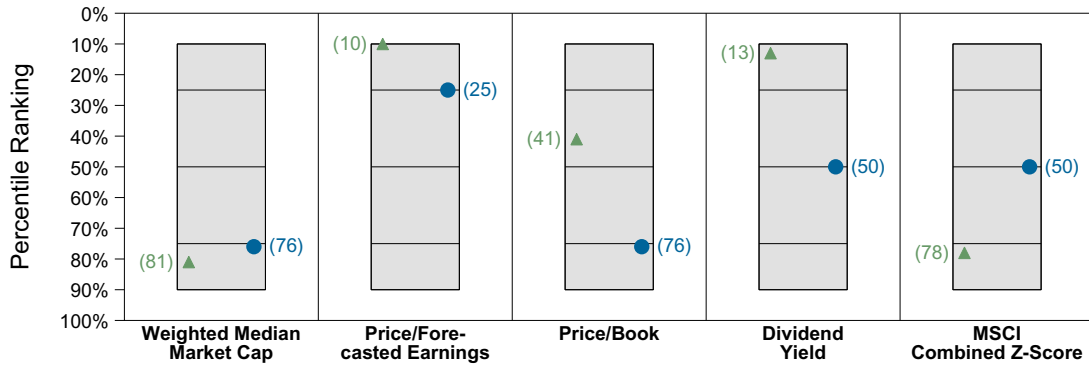 Percentile Ranking
0%
10%
20%
30%
40%
50%
60%
70%
80%
90%
100%
(81)
(76)
(10)
(25)
(41)
(76)
(13)
(50)
(78)
(50)
Weighted Median
Market Cap
Price/Fore-
casted Earnings
Price/Book
Dividend
Yield
MSCI
Combined Z-Score